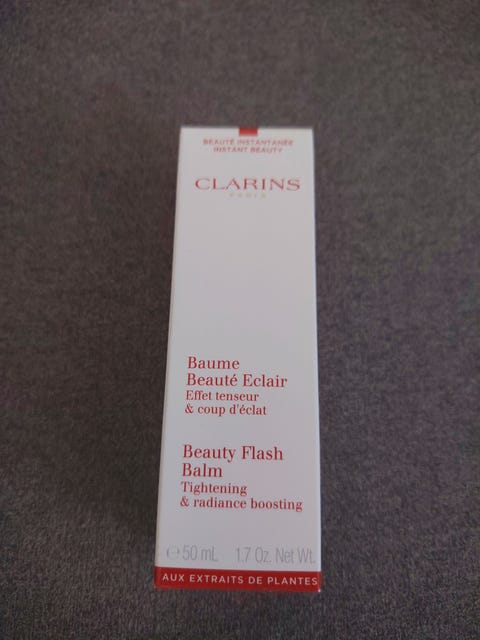 BEAUTÉ INSTANTANÉE
INSTANT BEAUTY
CLARINS
PARIS
Baume
Beauté Eclair
Effet tenseur
& coup d'éclat
Beauty Flash
Balm
Tightening
& radiance boosting
℮ 50 mL 1.7 Oz. Net Wt.
AUX EXTRAITS DE PLANTES